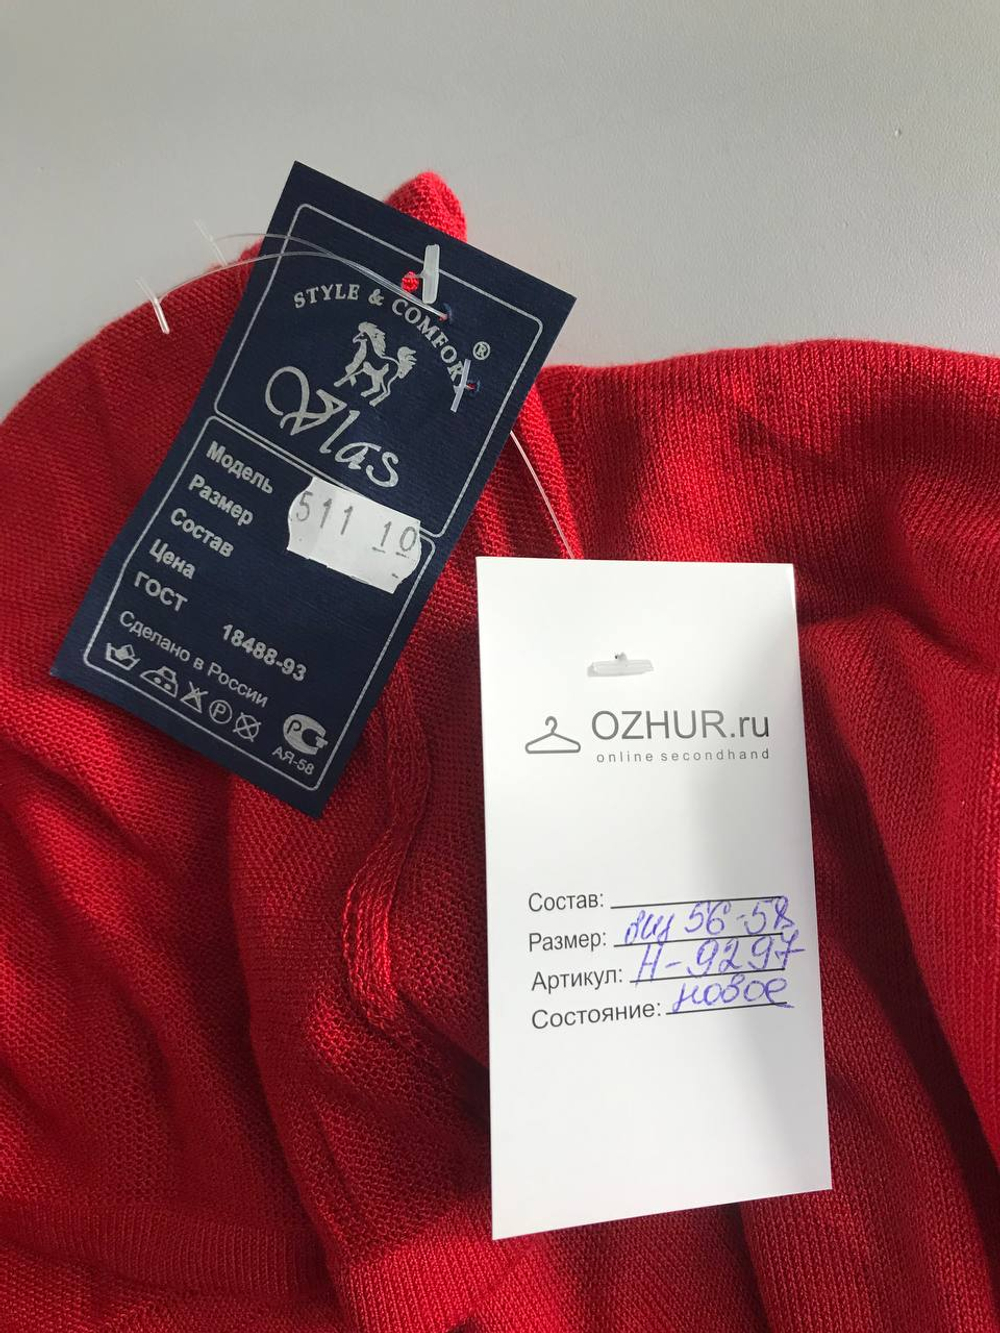 STYLE & COMFORT ®
Vlas
Модель
Размер
Состав
Цена
ГОСТ 18488-93
511 10
Сделано в России
P
РСТ
АЯ-58
OZHUR.ru
online secondhand
Состав:
Размер: 56-58
Артикул: Н-9297
Состояние: новое